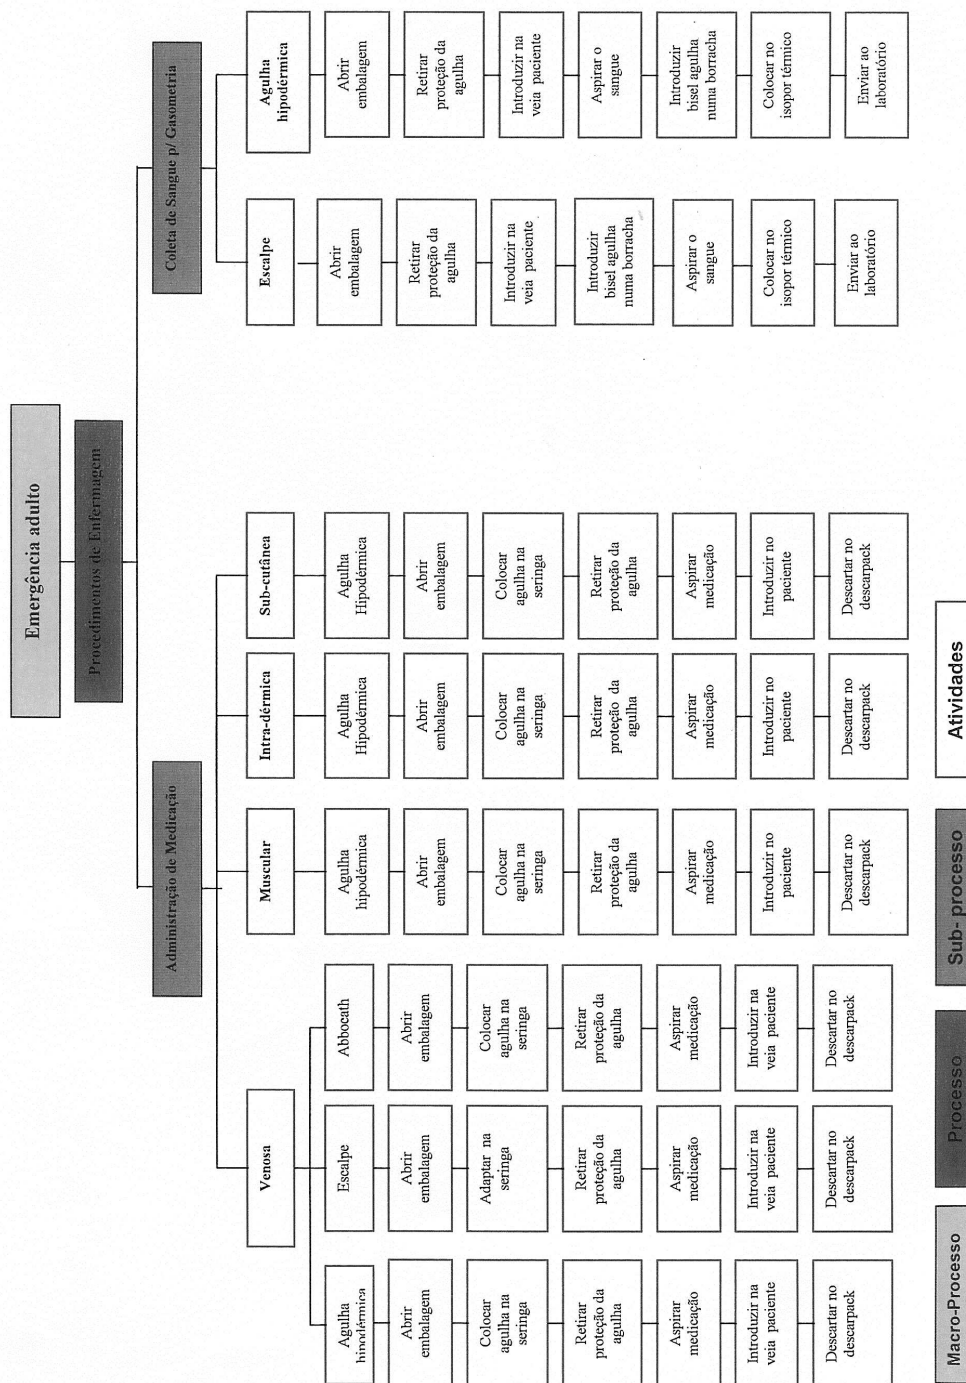 Emergência adulto
Procedimentos de Enfermagem
Administração de Medicação
Coleta de Sangue p/ Gasometria
Venosa
Muscular
Intra-dérmica
Sub-cutânea
Escalpe
Agulha
hipodérmica
Agulha
hipodérmica
Abrir
embalagem
Colocar
agulha na
seringa
Retirar
proteção da
agulha
Aspirar
medicação
Introduzir na
veia paciente
Descartar no
descarpack
Escalpe
Abrir
embalagem
Adaptar na
seringa
Retirar
proteção da
agulha
Aspirar
medicação
Introduzir na
veia paciente
Descartar no
descarpack
Abbocath
Abrir
embalagem
Colocar
agulha na
seringa
Retirar
proteção da
agulha
Aspirar
medicação
Introduzir na
veia paciente
Descartar no
descarpack
Agulha
hipodérmica
Abrir
embalagem
Colocar
agulha na
seringa
Retirar
proteção da
agulha
Aspirar
medicação
Introduzir no
paciente
Descartar no
descarpack
Agulha
Hipodérmica
Abrir
embalagem
Colocar
agulha na
seringa
Retirar
proteção da
agulha
Aspirar
medicação
Introduzir no
paciente
Descartar no
descarpack
Agulha
Hipodérmica
Abrir
embalagem
Colocar
agulha na
seringa
Retirar
proteção da
agulha
Aspirar
medicação
Introduzir no
paciente
Descartar no
descarpack
Abrir
embalagem
Retirar
proteção da
agulha
Introduzir na
veia paciente
Introduzir
bisel agulha
numa borracha
Aspirar o
sangue
Colocar no
isopor térmico
Enviar ao
laboratório
Abrir
embalagem
Retirar
proteção da
agulha
Introduzir na
veia paciente
Aspirar o
sangue
Introduzir
bisel agulha
numa borracha
Colocar no
isopor térmico
Enviar ao
laboratório
Macro-Processo
Processo
Sub- processo
Atividades